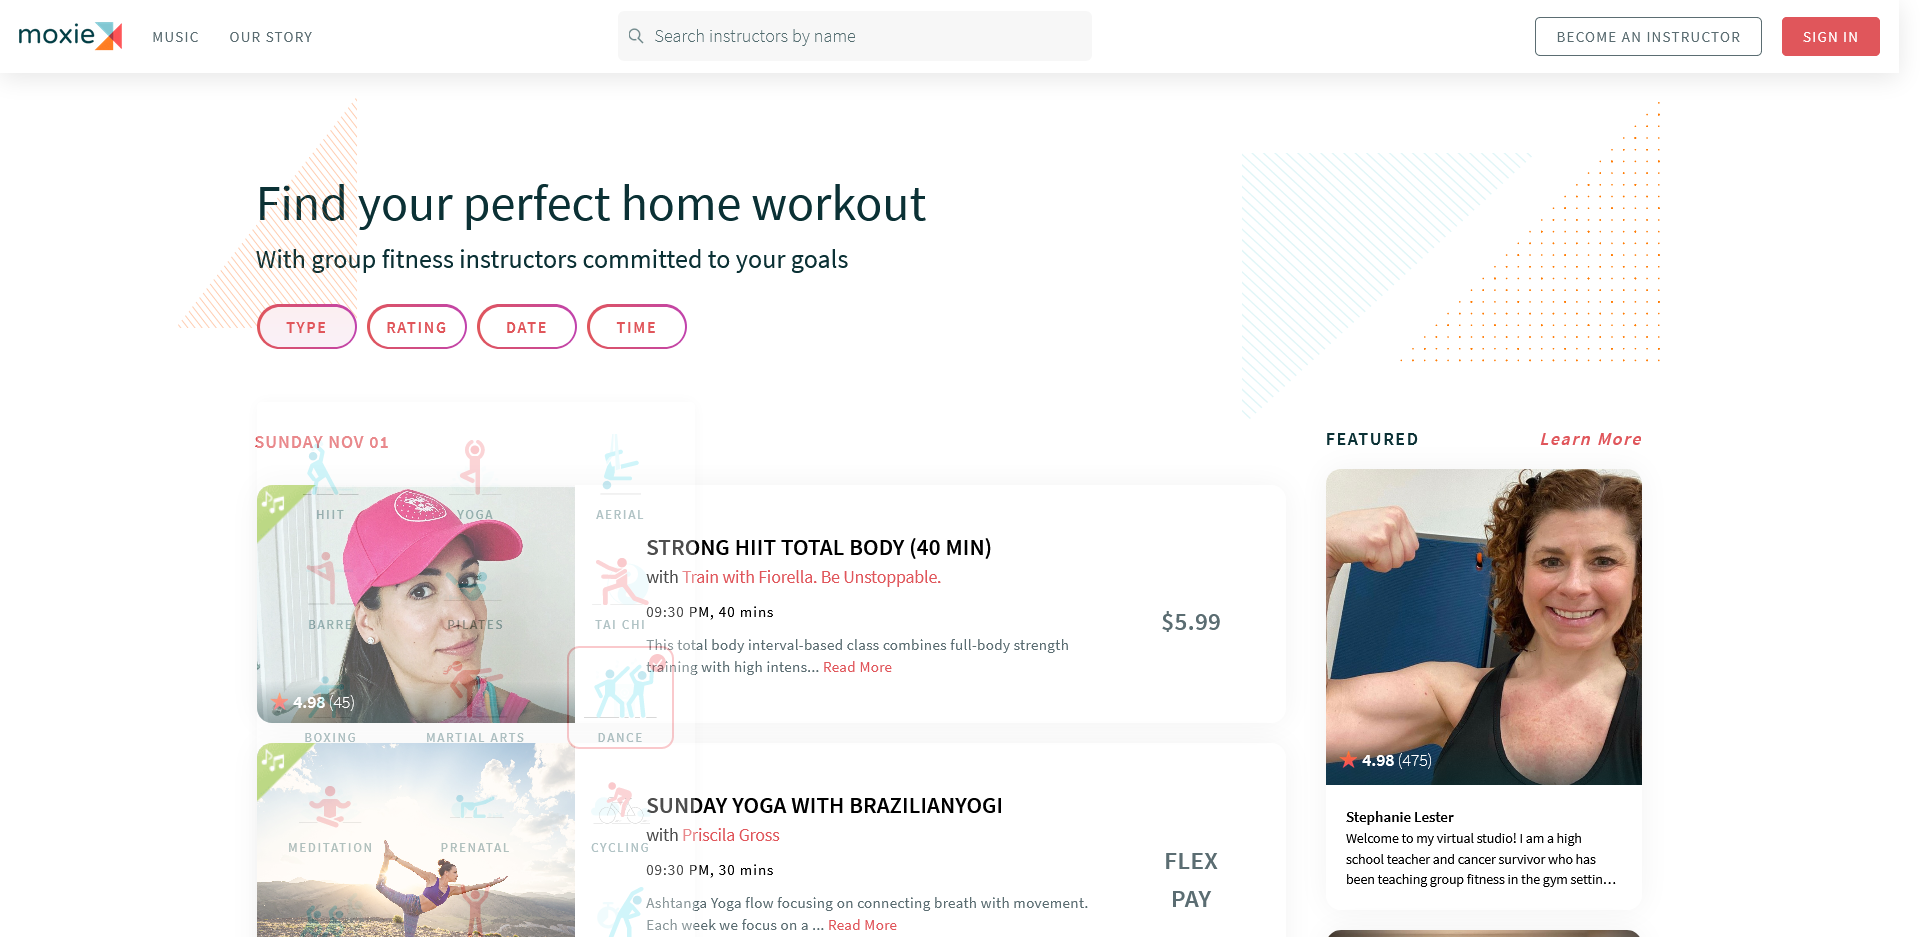 moxie
MUSIC
OUR STORY
Search instructors by name
BECOME AN INSTRUCTOR
SIGN IN
Find your perfect home workout
With group fitness instructors committed to your goals
TYPE
RATING
DATE
TIME
SUNDAY NOV 01
HIIT
YOGA
AERIAL
BARRE
PILATES
TAI CHI
BOXING
MARTIAL ARTS
DANCE
MEDITATION
PRENATAL
CYCLING
4.98 (45)
STRONG HIIT TOTAL BODY (40 MIN)
with Train with Fiorella. Be Unstoppable.
09:30 PM, 40 mins
This total body interval-based class combines full-body strength
training with high intens... Read More
$5.99
SUNDAY YOGA WITH BRAZILIANYOGI
with Priscila Gross
09:30 PM, 30 mins
Ashtanga Yoga flow focusing on connecting breath with movement.
Each week we focus on a ... Read More
FLEX
PAY
FEATURED
Learn More
4.98 (475)
Stephanie Lester
Welcome to my virtual studio! I am a high
school teacher and cancer survivor who has
been teaching group fitness in the gym settin...